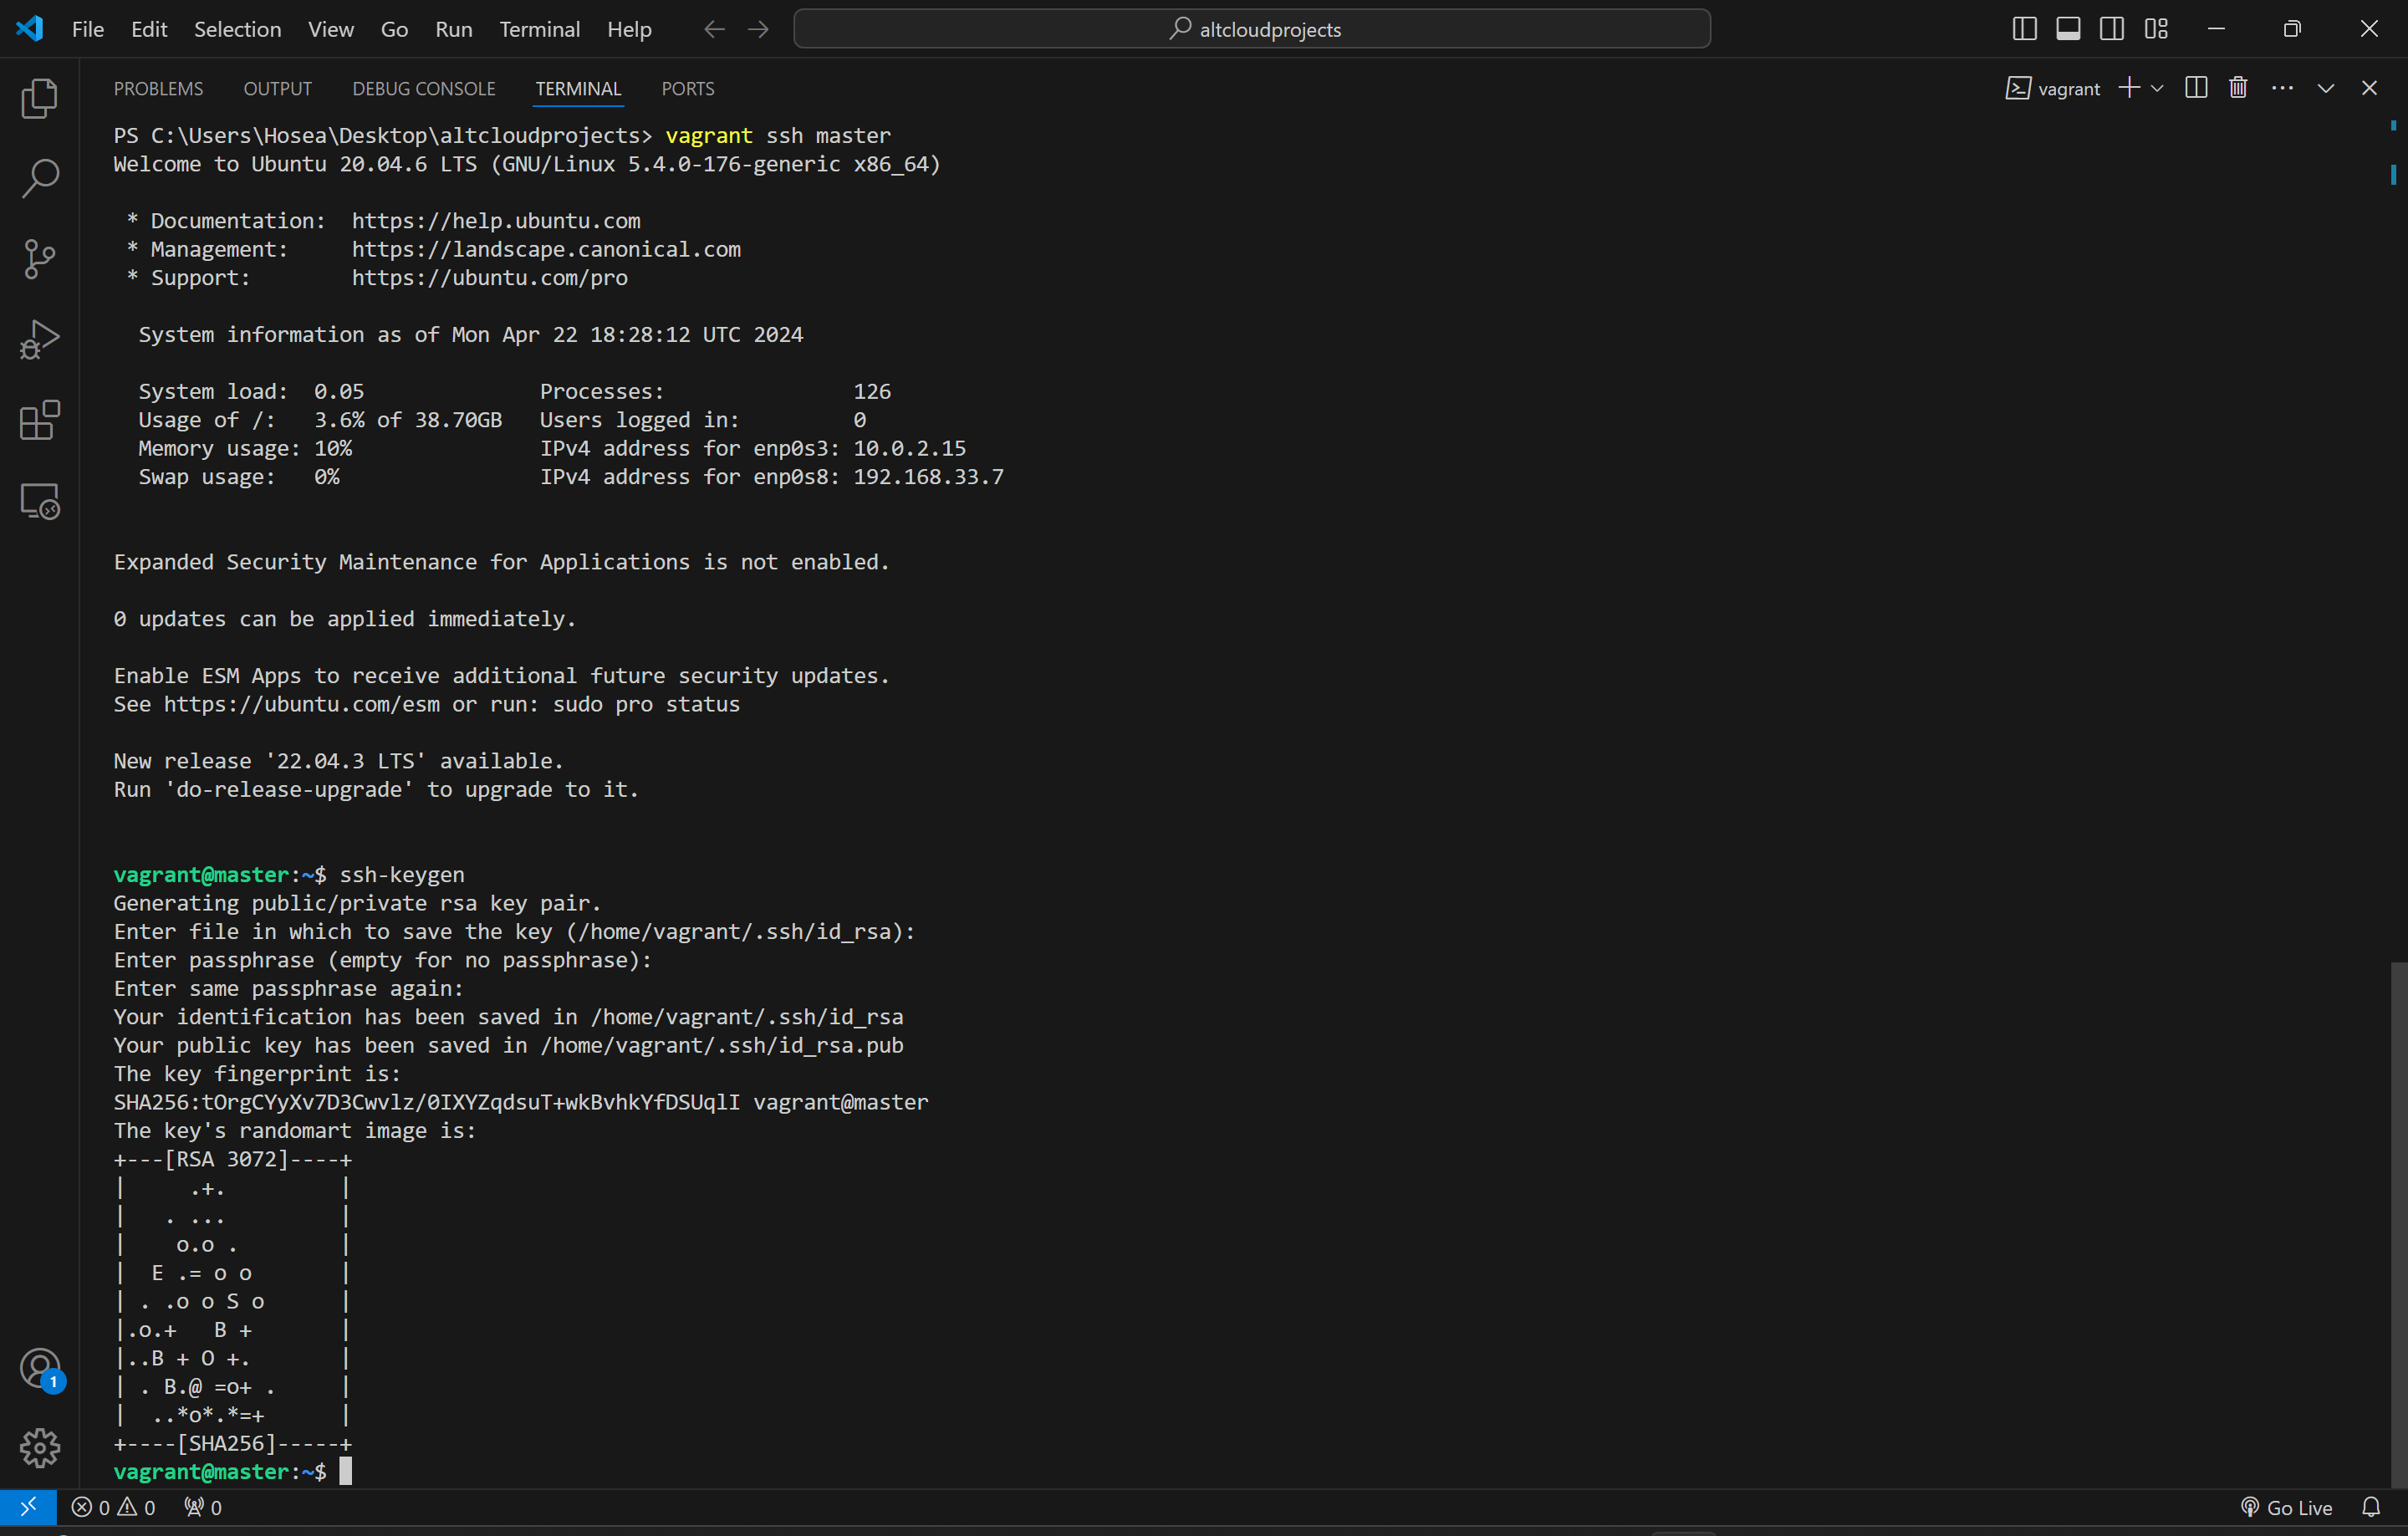 File Edit Selection View Go Run Terminal Help altcloudprojects
PROBLEMS OUTPUT DEBUG CONSOLE TERMINAL PORTS vagrant
PS C:\Users\Hosea\Desktop\altcloudprojects> vagrant ssh master
Welcome to Ubuntu 20.04.6 LTS (GNU/Linux 5.4.0-176-generic x86_64)
* Documentation:  https://help.ubuntu.com
* Management:     https://landscape.canonical.com
* Support:        https://ubuntu.com/pro
System information as of Mon Apr 22 18:28:12 UTC 2024
System load:  0.05              Processes:               126
Usage of /:   3.6% of 38.70GB   Users logged in:         0
Memory usage: 10%               IPv4 address for enp0s3: 10.0.2.15
Swap usage:   0%                IPv4 address for enp0s8: 192.168.33.7
Expanded Security Maintenance for Applications is not enabled.
0 updates can be applied immediately.
Enable ESM Apps to receive additional future security updates.
See https://ubuntu.com/esm or run: sudo pro status
New release '22.04.3 LTS' available.
Run 'do-release-upgrade' to upgrade to it.
vagrant@master:~$ ssh-keygen
Generating public/private rsa key pair.
Enter file in which to save the key (/home/vagrant/.ssh/id_rsa):
Enter passphrase (empty for no passphrase):
Enter same passphrase again:
Your identification has been saved in /home/vagrant/.ssh/id_rsa
Your public key has been saved in /home/vagrant/.ssh/id_rsa.pub
The key fingerprint is:
SHA256:tOrgCYyXv7D3Cwvlz/0IXYZqdsuT+wkBvhkYfDSUqlI vagrant@master
The key's randomart image is:
+---[RSA 3072]----+
|     .+.         |
|   . ...         |
|    o.o .        |
|  E .= o o       |
| . .o o S o      |
|.o.+   B +       |
|..B + O +.       |
| . B.@ =o+ .     |
|  ..*o*.*=+      |
+----[SHA256]-----+
vagrant@master:~$
1
0 0 0 Go Live